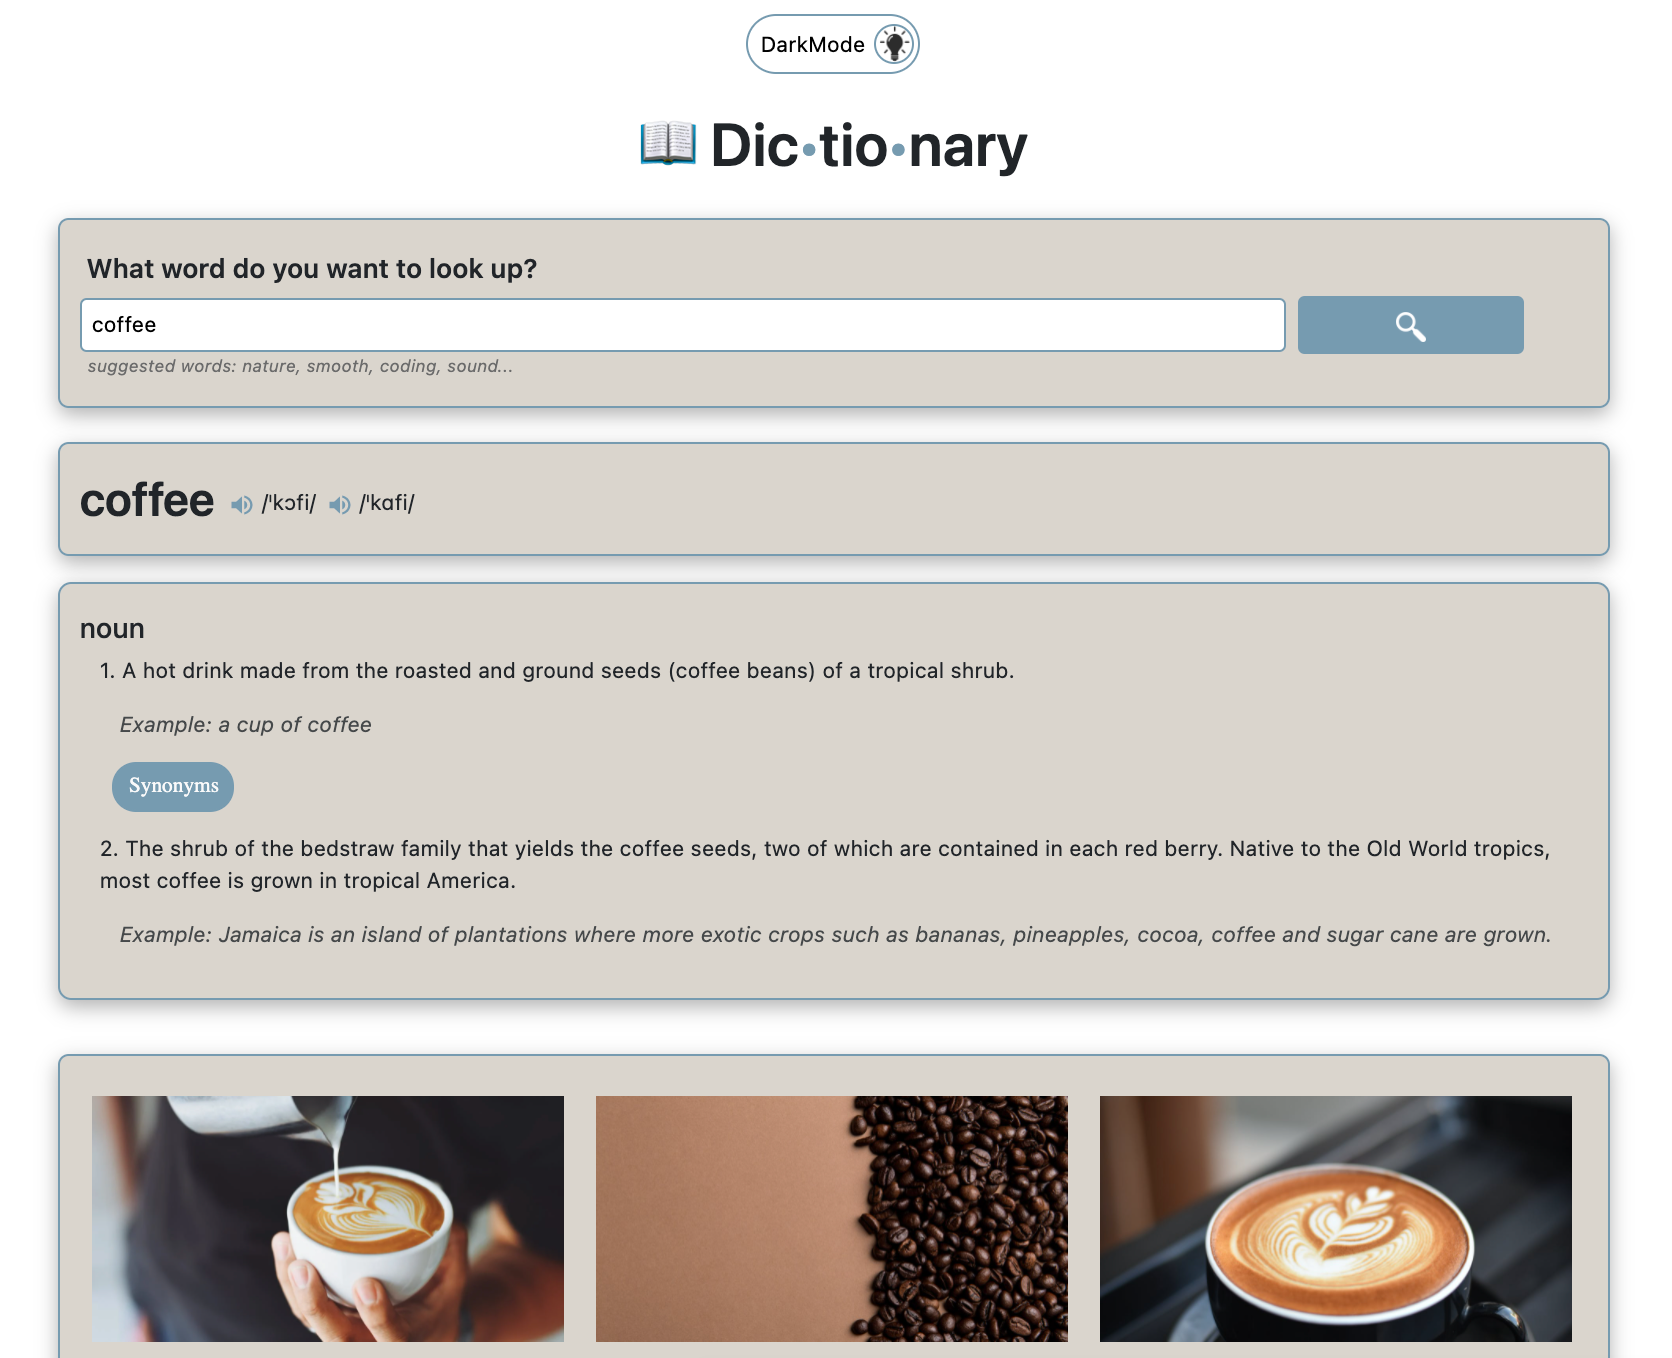 DarkMode
📖 Dic•tio•nary
What word do you want to look up?
coffee
suggested words: nature, smooth, coding, sound...
coffee /ˈkɔfi/ /ˈkɑfi/
noun
1. A hot drink made from the roasted and ground seeds (coffee beans) of a tropical shrub.
Example: a cup of coffee
Synonyms
2. The shrub of the bedstraw family that yields the coffee seeds, two of which are contained in each red berry. Native to the Old World tropics,
most coffee is grown in tropical America.
Example: Jamaica is an island of plantations where more exotic crops such as bananas, pineapples, cocoa, coffee and sugar cane are grown.